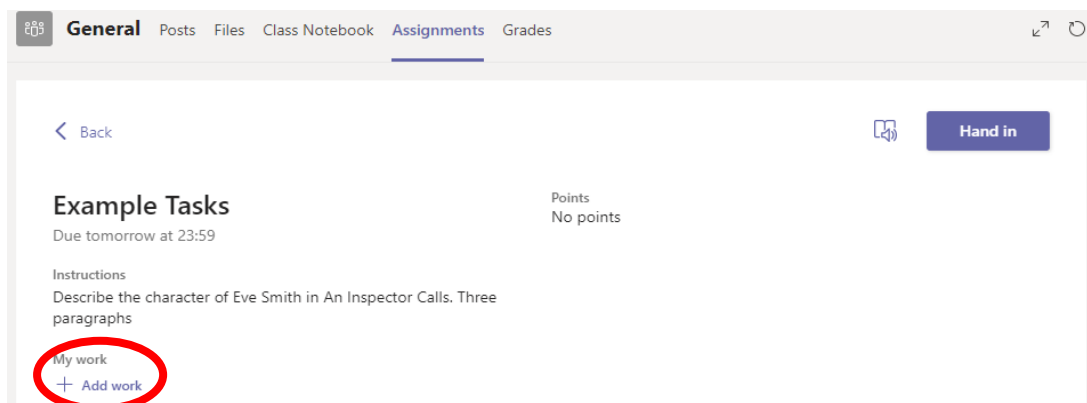 General Posts Files Class Notebook Assignments Grades
Back
Hand in
Example Tasks
Due tomorrow at 23:59
Points
No points
Instructions
Describe the character of Eve Smith in An Inspector Calls. Three
paragraphs
My work
+ Add work